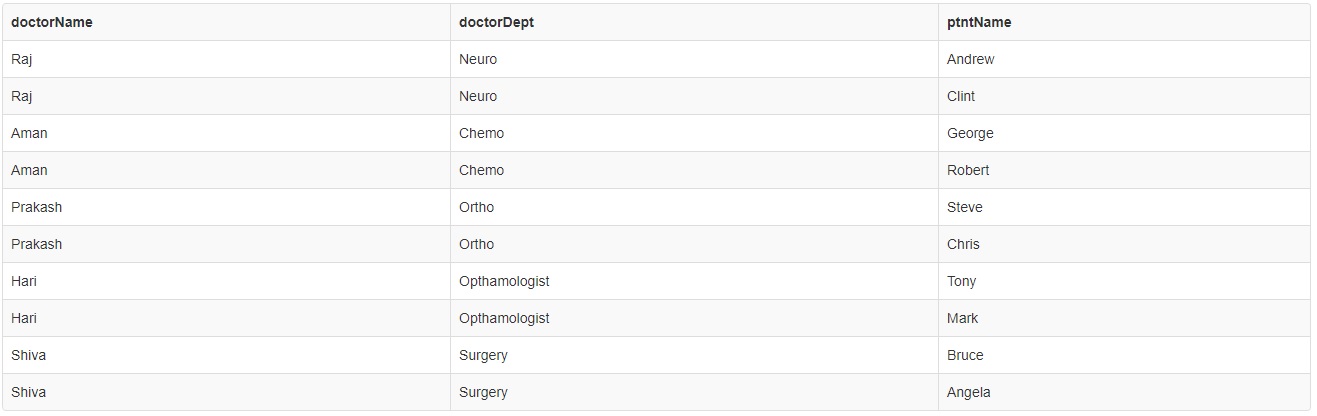 doctorName doctorDept ptntName
Raj Neuro Andrew
Raj Neuro Clint
Aman Chemo George
Aman Chemo Robert
Prakash Ortho Steve
Prakash Ortho Chris
Hari Opthamologist Tony
Hari Opthamologist Mark
Shiva Surgery Bruce
Shiva Surgery Angela